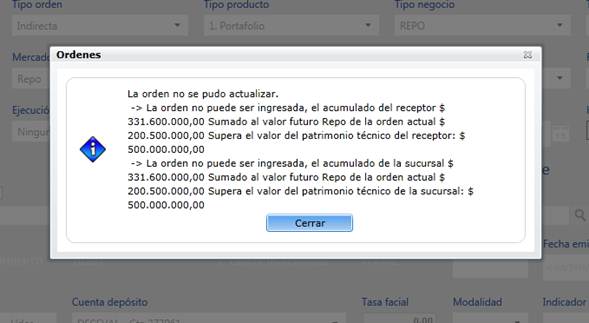 Tipo orden
Tipo producto
Tipo negocio
Indirecta
1. Portafolio
REPO
Ordenes
Mercado
Repo
Ejecució
Ningun
La orden no se pudo actualizar.
-> La orden no puede ser ingresada, el acumulado del receptor $
331.600.000,00 Sumado al valor futuro Repo de la orden actual $
200.500.000,00 Supera el valor del patrimonio técnico del receptor: $
500.000.000,00
-> La orden no puede ser ingresada, el acumulado de la sucursal $
331.600.000,00 Sumado al valor futuro Repo de la orden actual $
200.500.000,00 Supera el valor del patrimonio técnico de la sucursal: $
500.000.000,00
Cerrar
Fecha emi
Cuenta depósito
Tasa facial
Modalidad
Indicador
0,00